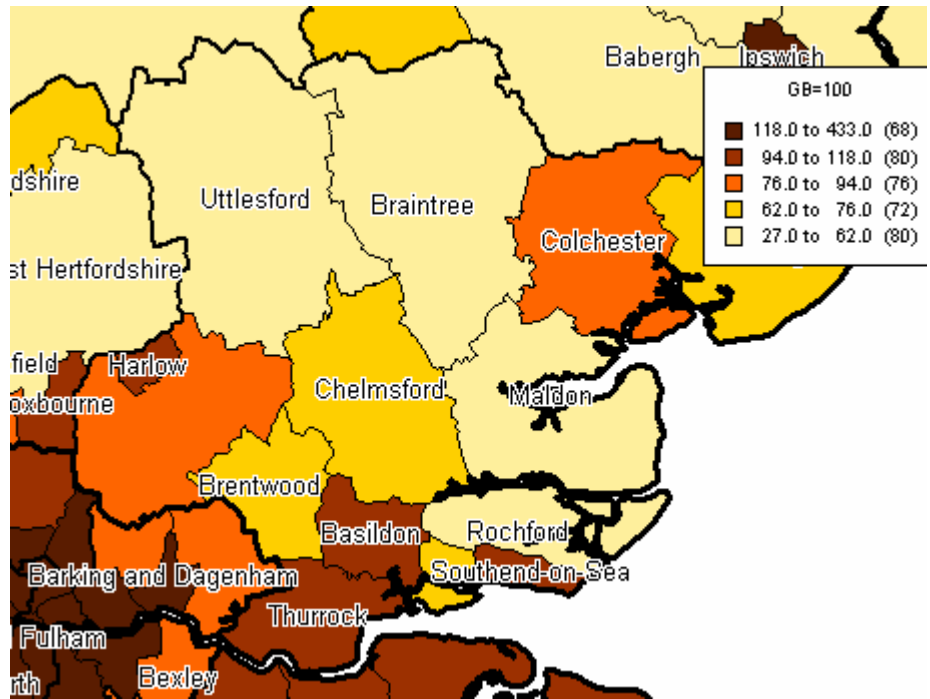 Babergh
Ipswich
GB=100
118.0 to 433.0 (68)
94.0 to 118.0 (80)
76.0 to 94.0 (76)
62.0 to 76.0 (72)
27.0 to 62.0 (80)
dshire
Uttlesford
Braintree
Colchester
st Hertfordshire
field
Harlow
oxbourne
Chelmsford
Maldon
Brentwood
Basildon
Rochford
Barking and Dagenham
Southend-on-Sea
Thurrock
Fulham
rth
Bexley